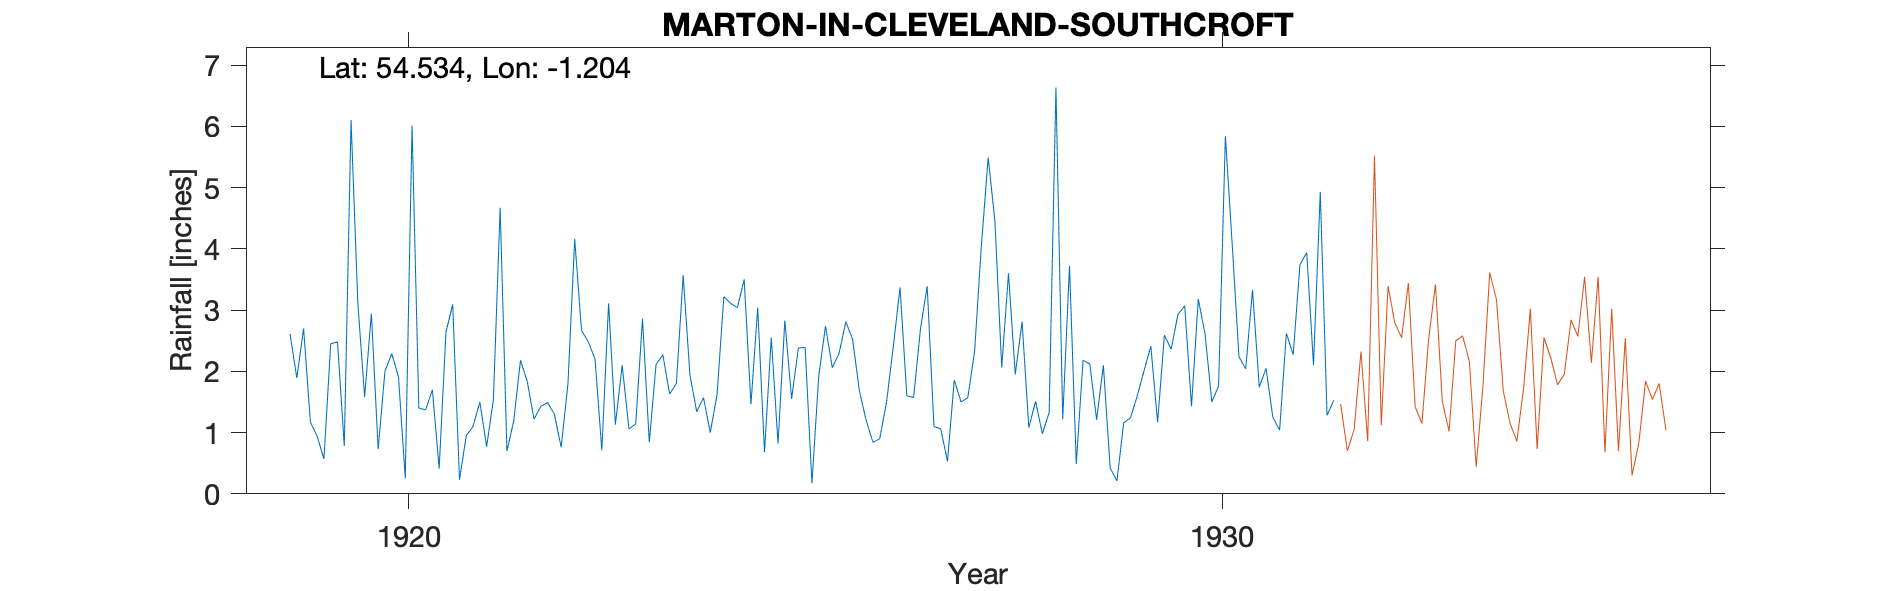 MARTON-IN-CLEVELAND-SOUTHCROFT
Lat: 54.534, Lon: -1.204
7
6
5
4
3
2
1
0
Rainfall [inches]
1920
1930
Year